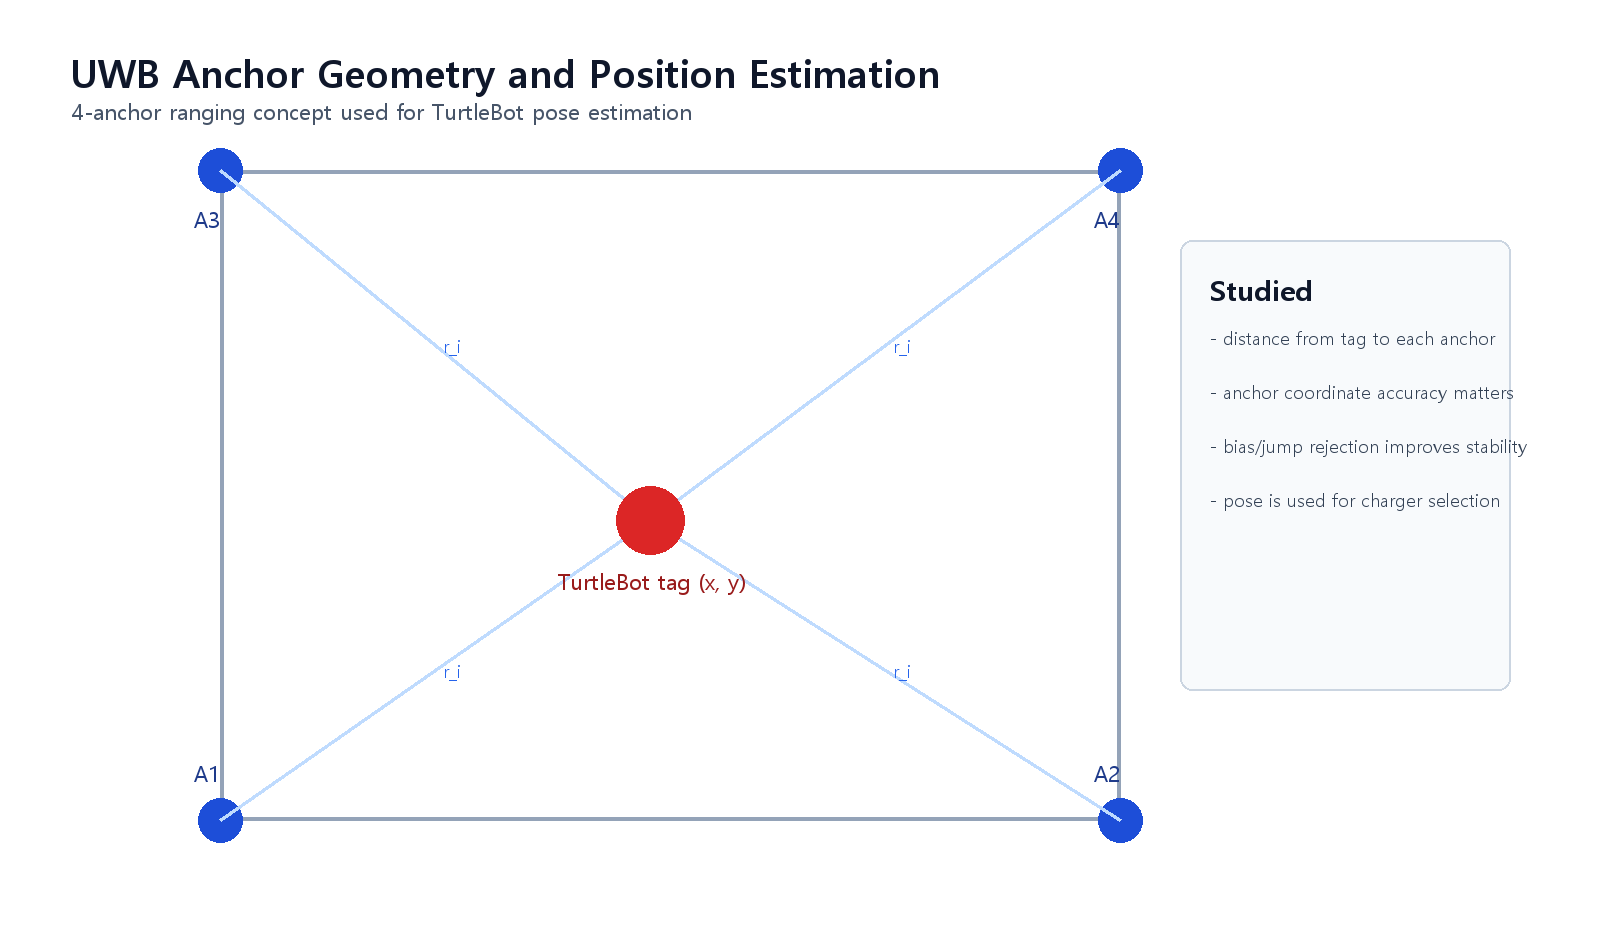 UWB Anchor Geometry and Position Estimation
4-anchor ranging concept used for TurtleBot pose estimation
A3
A4
Studied
- distance from tag to each anchor
r_i
r_i
- anchor coordinate accuracy matters
- bias/jump rejection improves stability
- pose is used for charger selection
TurtleBot tag (x, y)
r_i
r_i
A1
A2